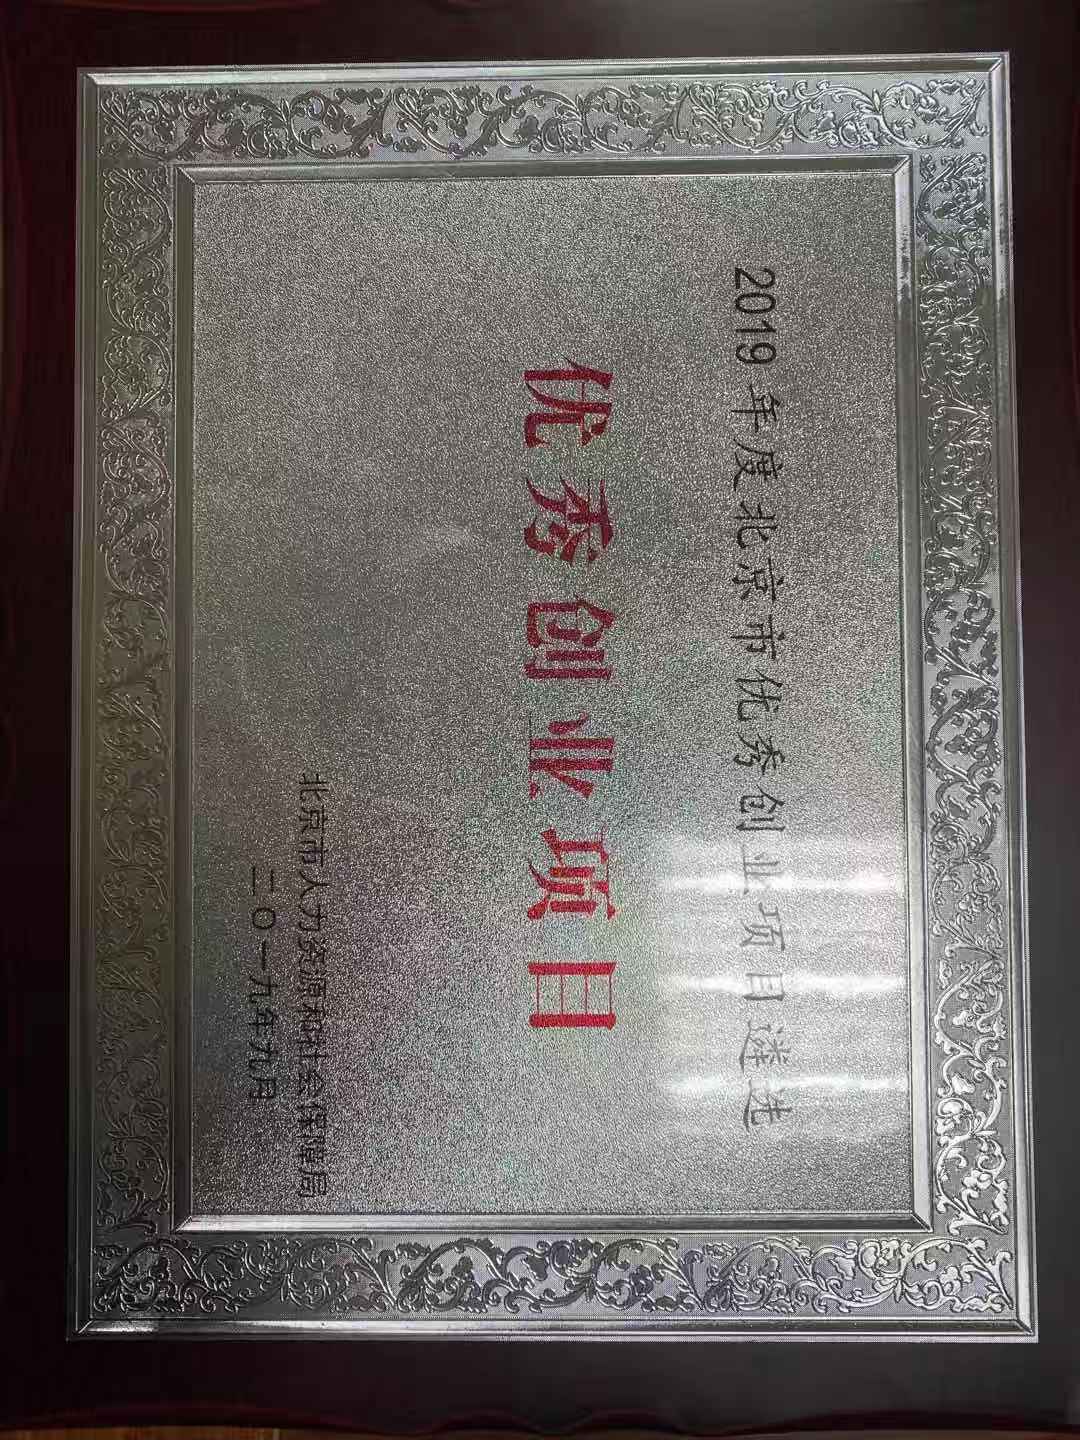 2019年度北京市优秀创业项目遴选
优秀创业项目
北京市人力资源和社会保障局
二〇一九年九月